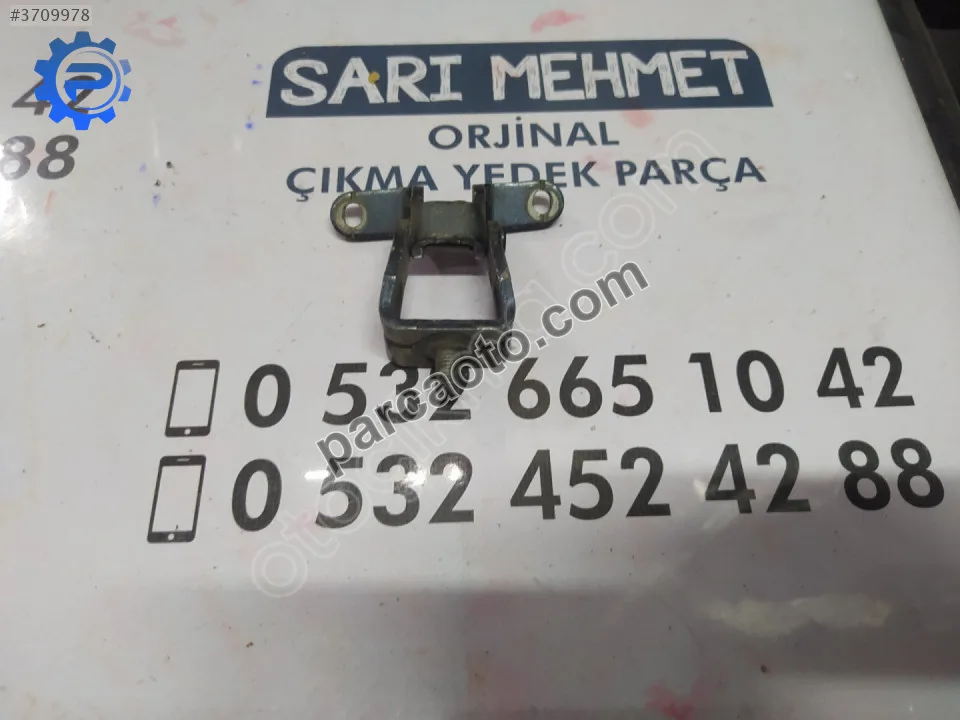 #3709978
42
88
SARI MEHMET
ORJİNAL
ÇIKMA YEDEK PARÇA
0 532 665 10 42
0 532 452 42 88
parcaoto.com